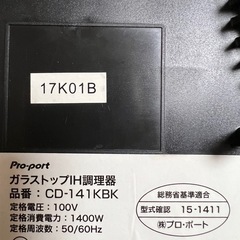 17K01B
Pro-port
ガラストップIH調理器
品番：CD-141KBK
定格電圧：100V
定格消費電力：1400W
定格周波数：50/60Hz
総務省基準適合
型式確認 15-1411
㈱プロ・ポート